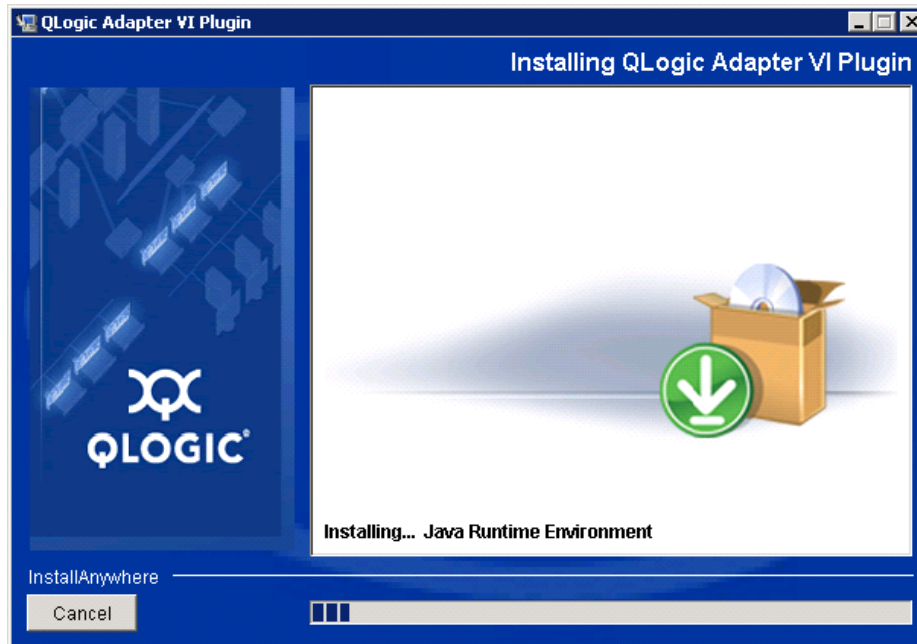 QLogic Adapter VI Plugin
Installing QLogic Adapter VI Plugin
QLOGIC®
Installing... Java Runtime Environment
InstallAnywhere
Cancel